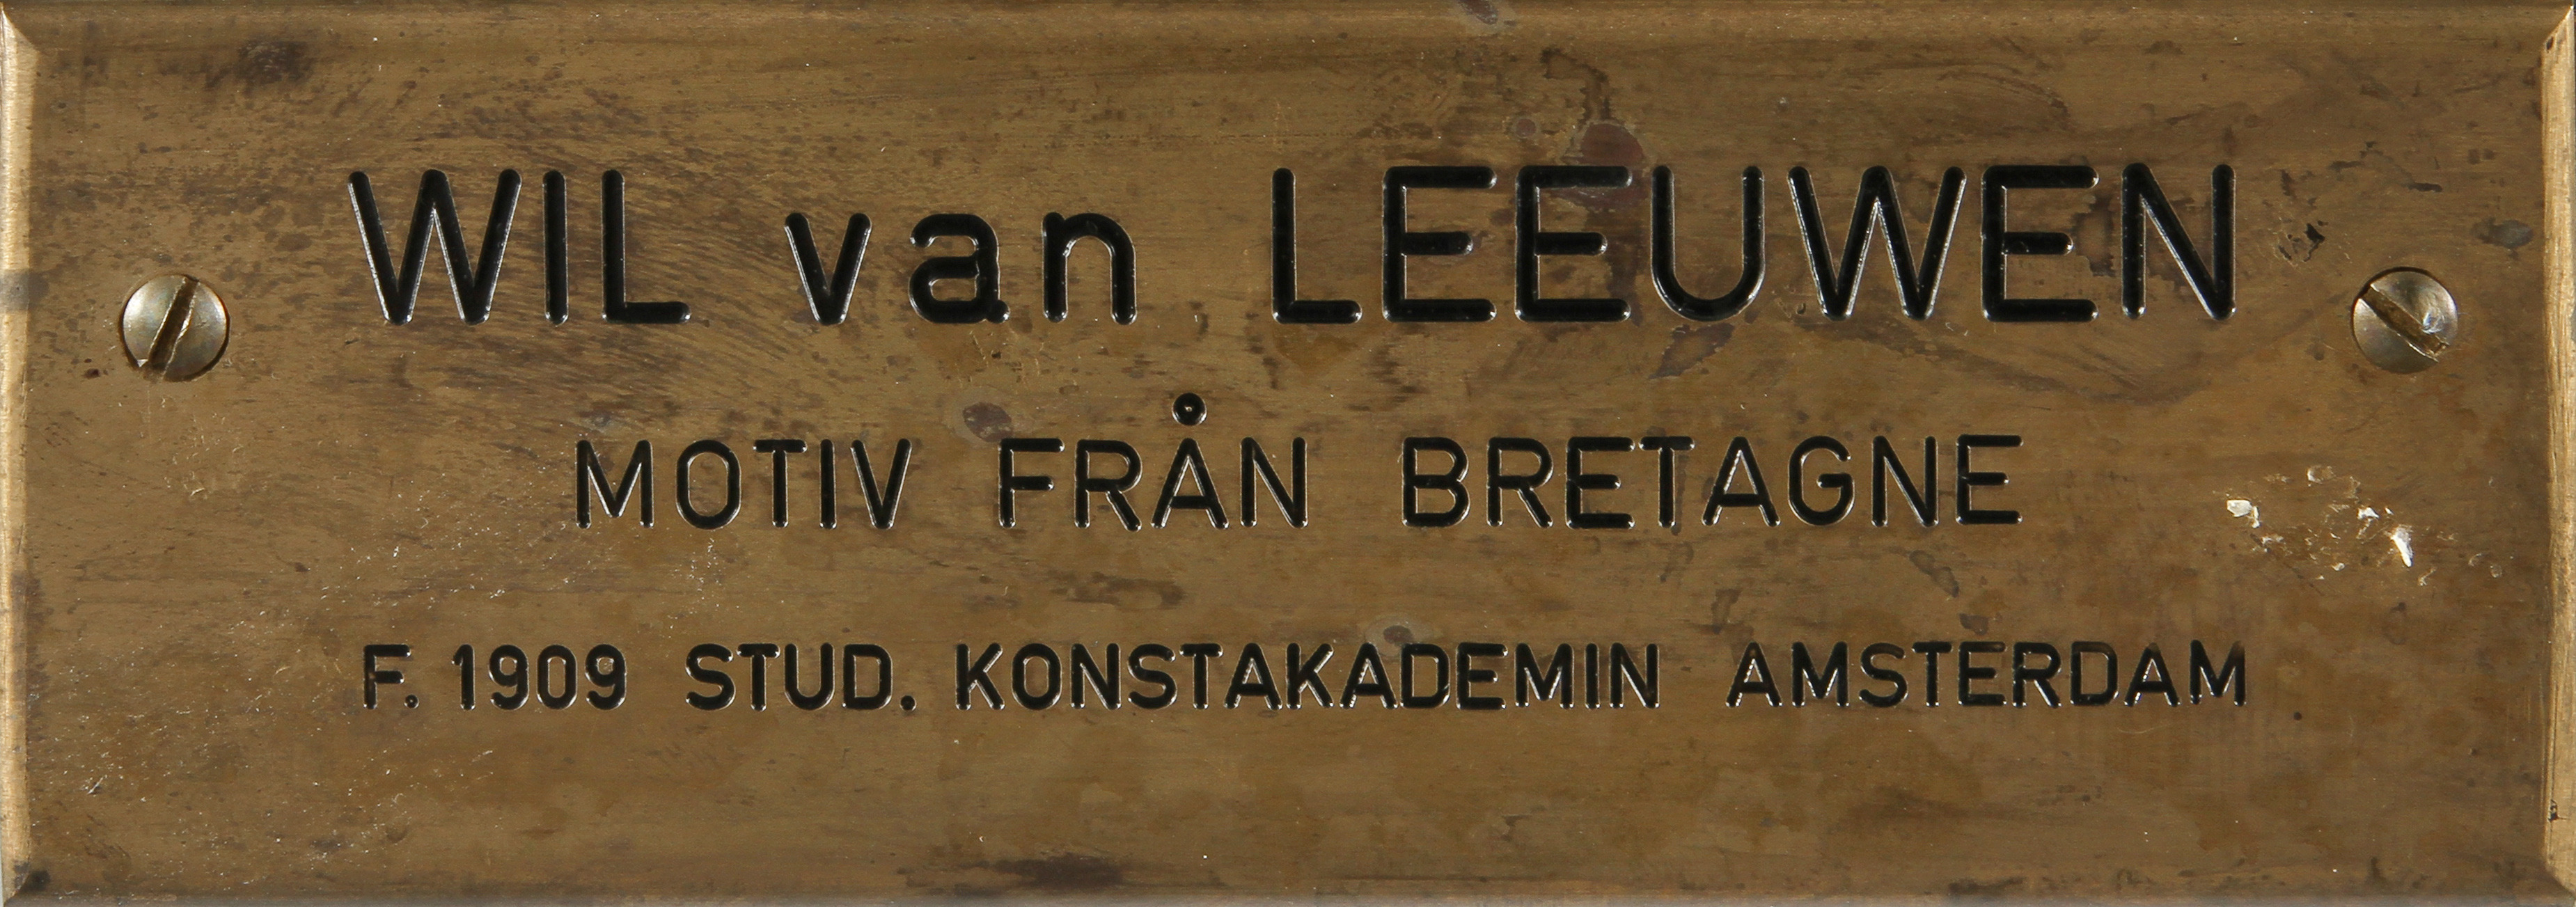 WIL van LEEUWEN
MOTIV FRÅN BRETAGNE
F. 1909 STUD. KONSTAKADEMIN AMSTERDAM